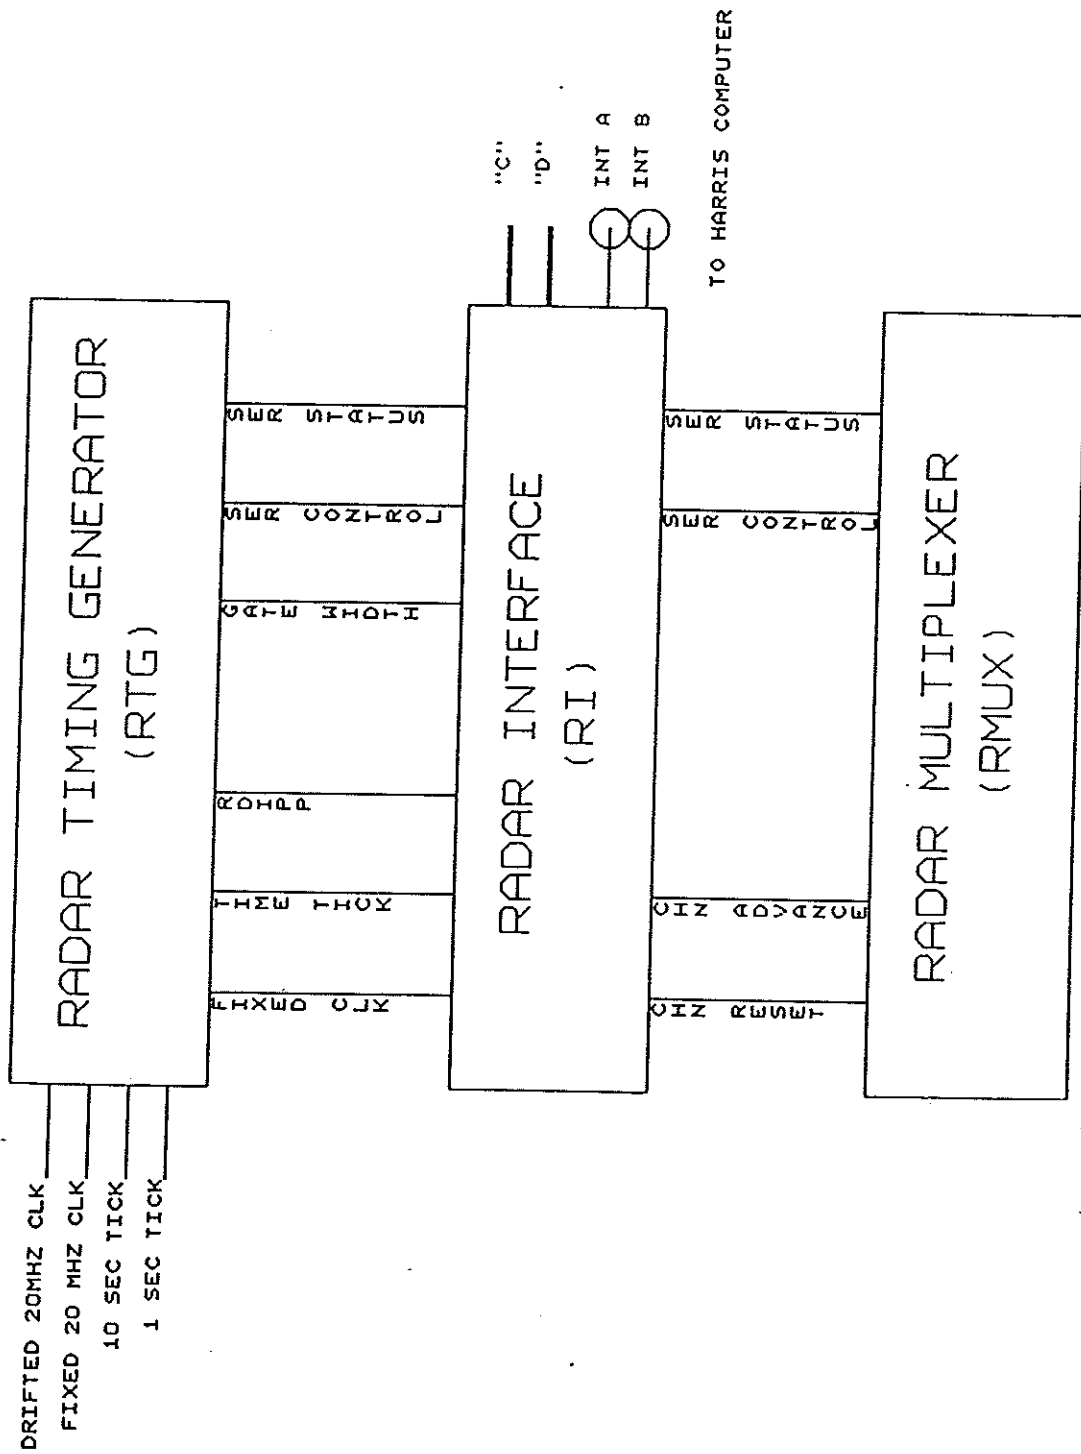 DRIFTED 20MHZ CLK
FIXED 20 MHZ CLK
10 SEC TICK
1 SEC TICK
RADAR TIMING GENERATOR
(RTG)
FIXED CLK
TIME TICK
RDIPP
GATE WIDTH
SER CONTROL
SER STATUS
RADAR INTERFACE
(RI)
"C"
"D"
INT A
INT B
TO HARRIS COMPUTER
CHN RESET
CHN ADVANCE
SER CONTROL
SER STATUS
RADAR MULTIPLEXER
(RMUX)